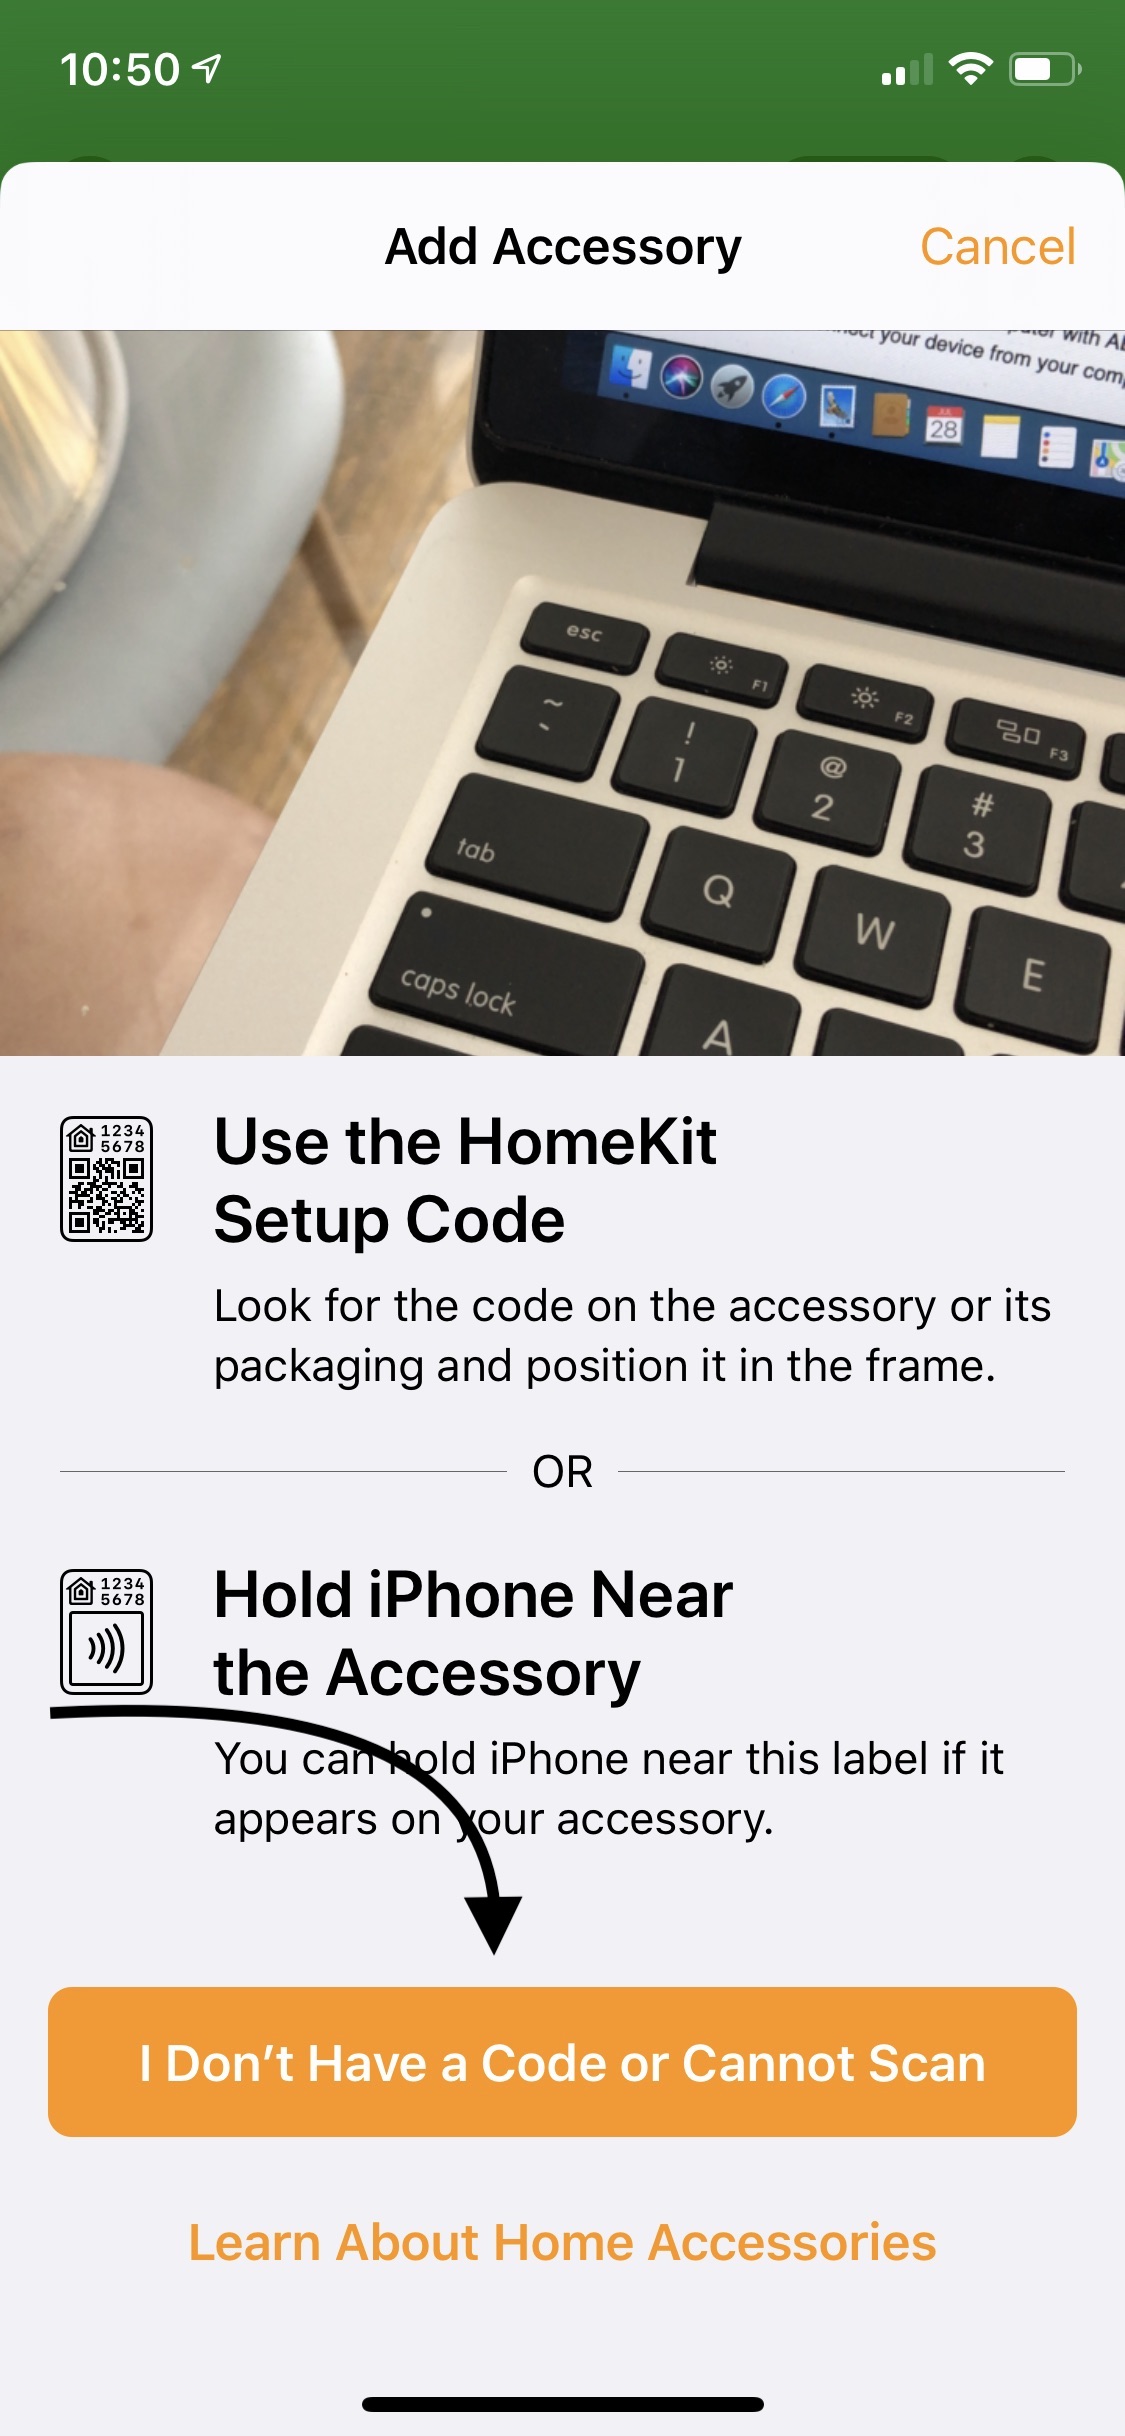 10:50
Add Accessory
Cancel
with
your device from your
28
esc
F1
F2
F3
~
!
1
@
2
#
3
tab
Q
W
E
caps lock
A
1234
5678
Use the HomeKit
Setup Code
Look for the code on the accessory or its
packaging and position it in the frame.
OR
1234
5678
Hold iPhone Near
the Accessory
You can hold iPhone near this label if it
appears on your accessory.
I Don’t Have a Code or Cannot Scan
Learn About Home Accessories